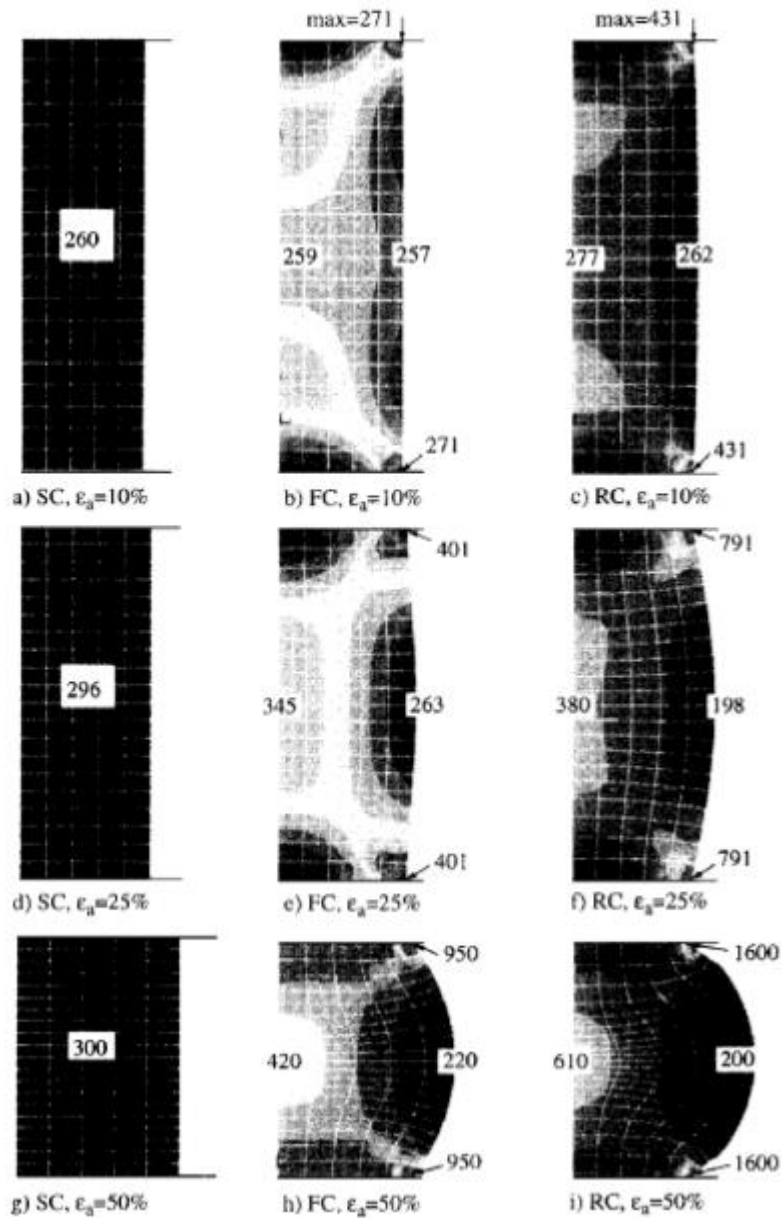 max=271
max=431
260
259
257
277
262
271
431
a) SC, εa=10%
b) FC, εa=10%
c) RC, εa=10%
401
791
296
345
263
380
198
401
791
d) SC, εa=25%
e) FC, εa=25%
f) RC, εa=25%
950
1600
300
420
220
610
200
950
1600
g) SC, εa=50%
h) FC, εa=50%
i) RC, εa=50%